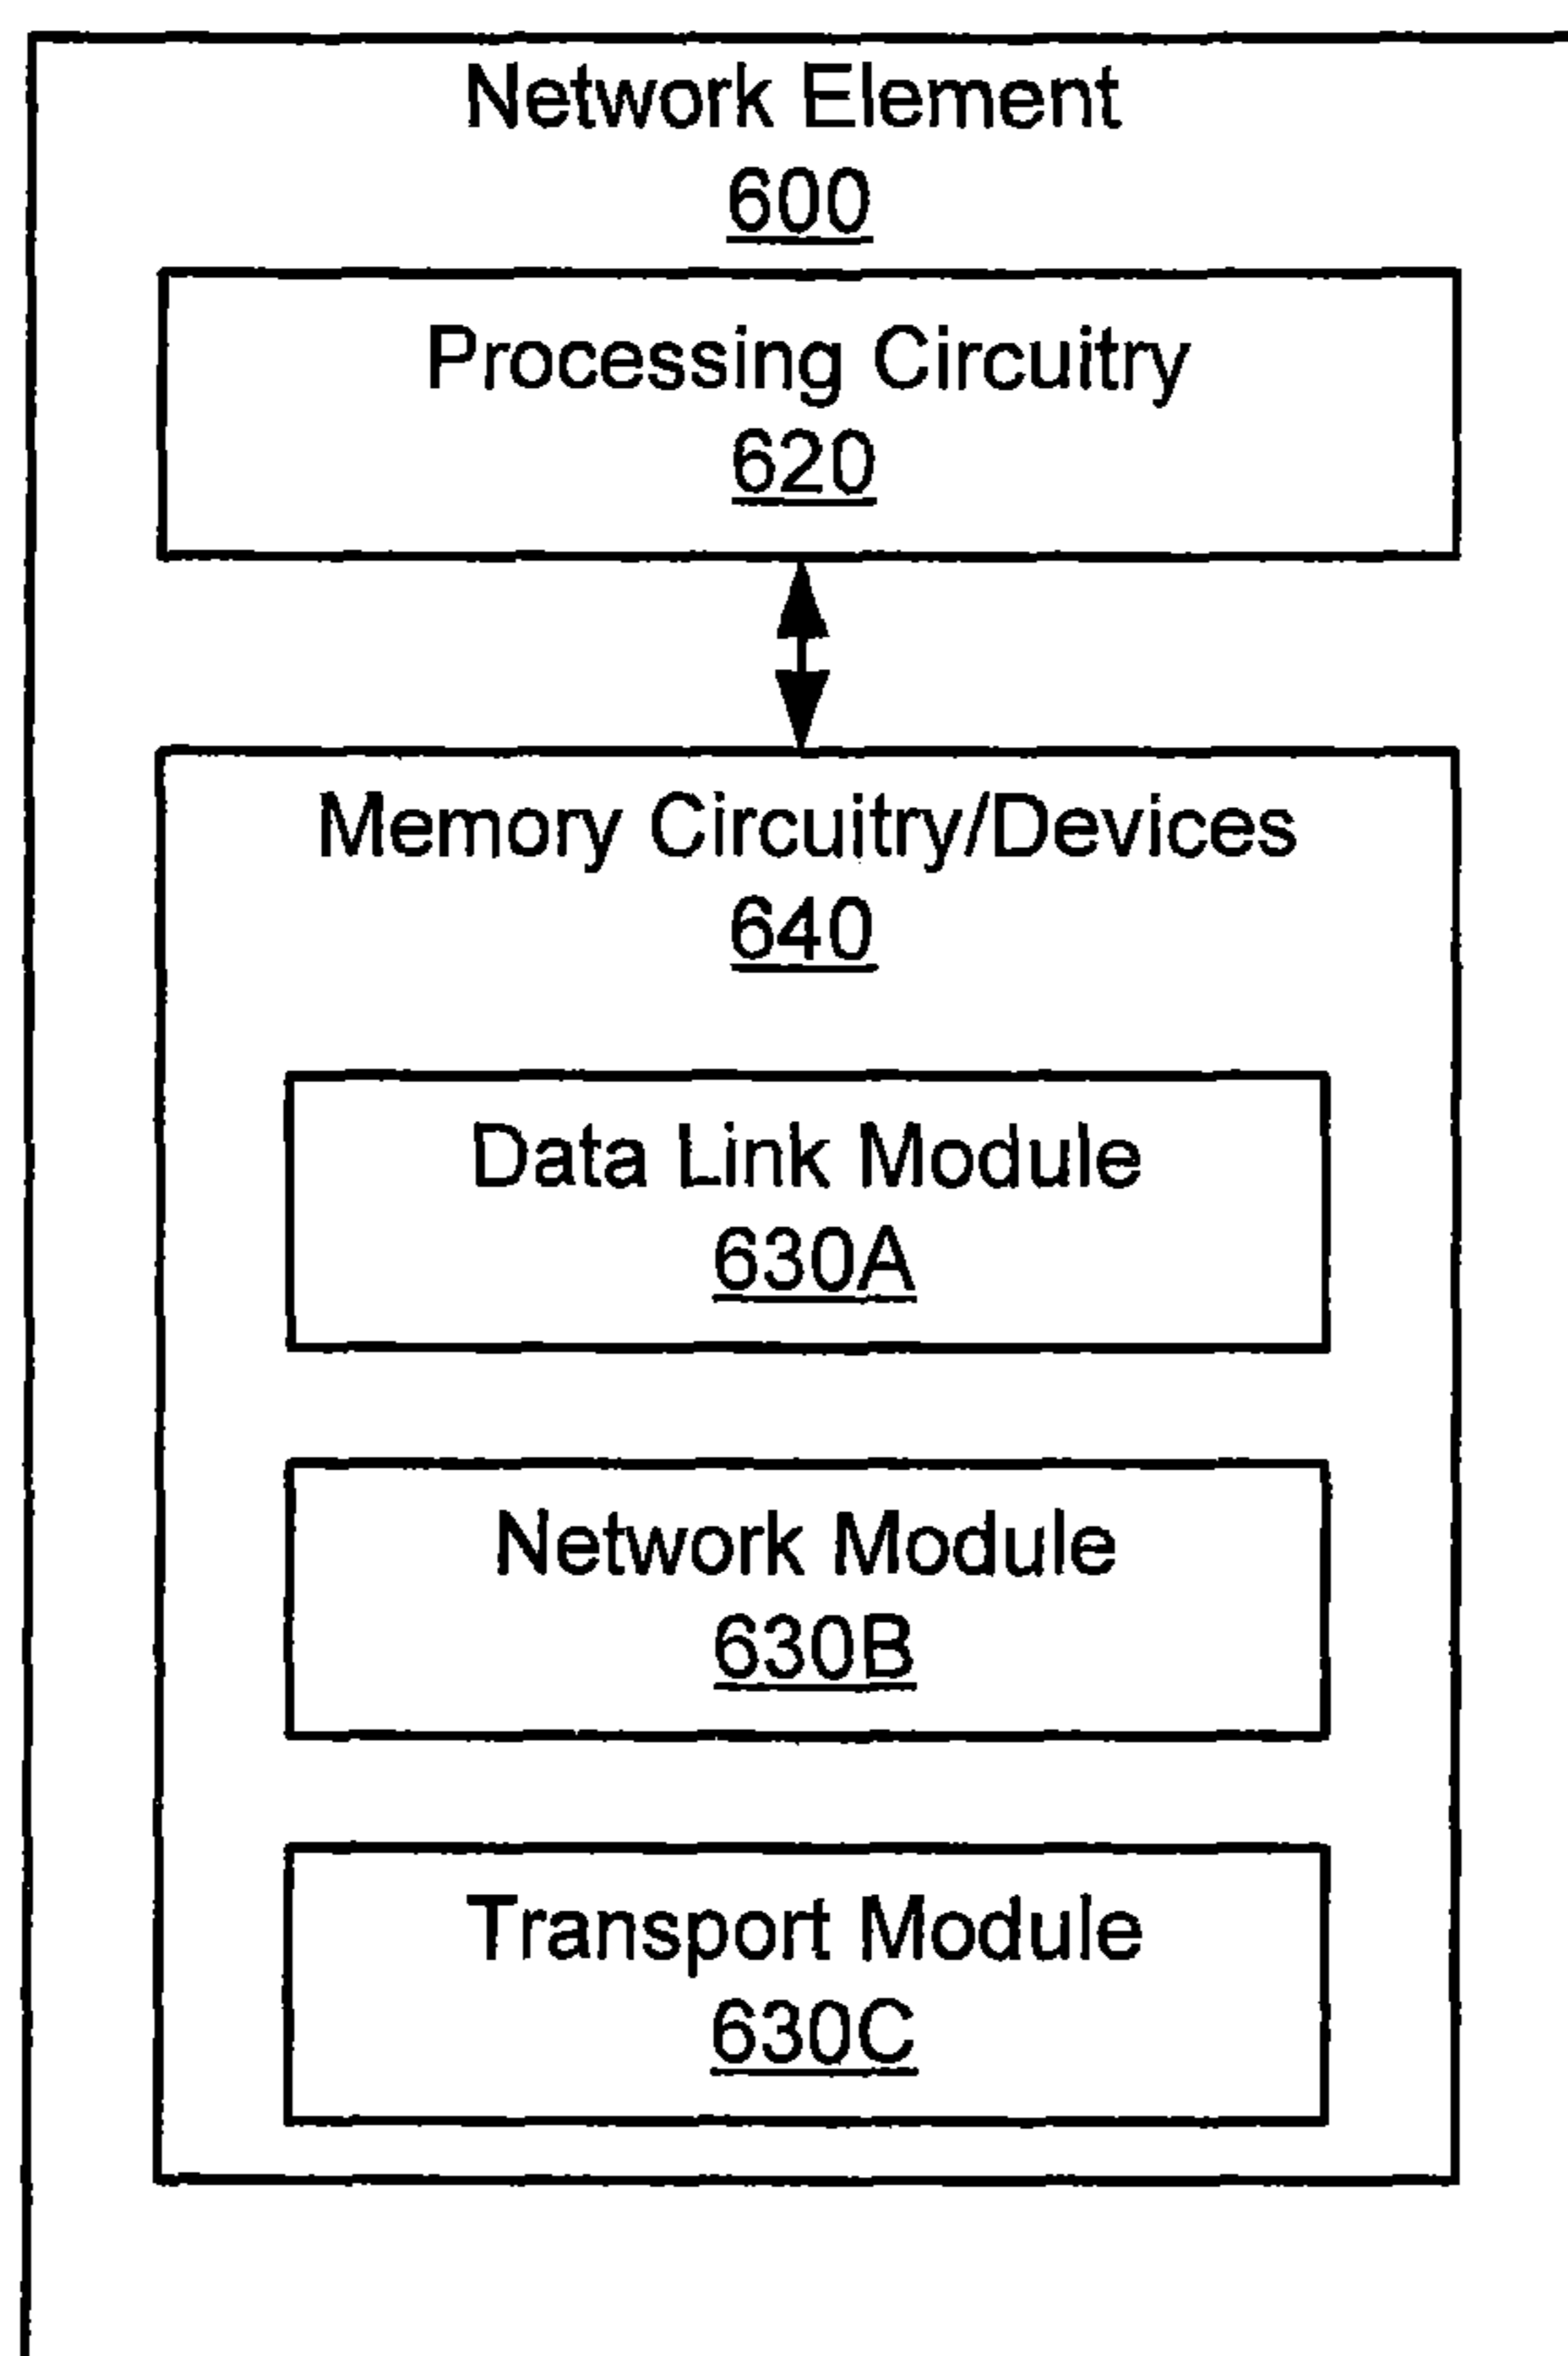 Network Element
600
Processing Circuitry
620
Memory Circuitry/Devices
640
Data Link Module
630A
Network Module
630B
Transport Module
630C